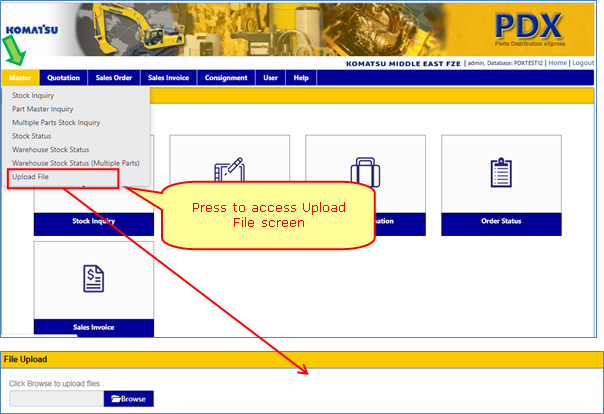 KOMATSU
PDX
Parts Distribution eXpress
KOMATSU MIDDLE EAST FZE | admin, Database: PDXTEST12 | Home | Logout
Master Quotation Sales Order Sales Invoice Consignment User Help
Stock Inquiry
Part Master Inquiry
Multiple Parts Stock Inquiry
Stock Status
Warehouse Stock Status
Warehouse Stock Status (Multiple Parts)
Upload File
Press to access Upload
File screen
Stock Inquiry
Order Status
Sales Invoice
File Upload
Click Browse to upload files .
Browse